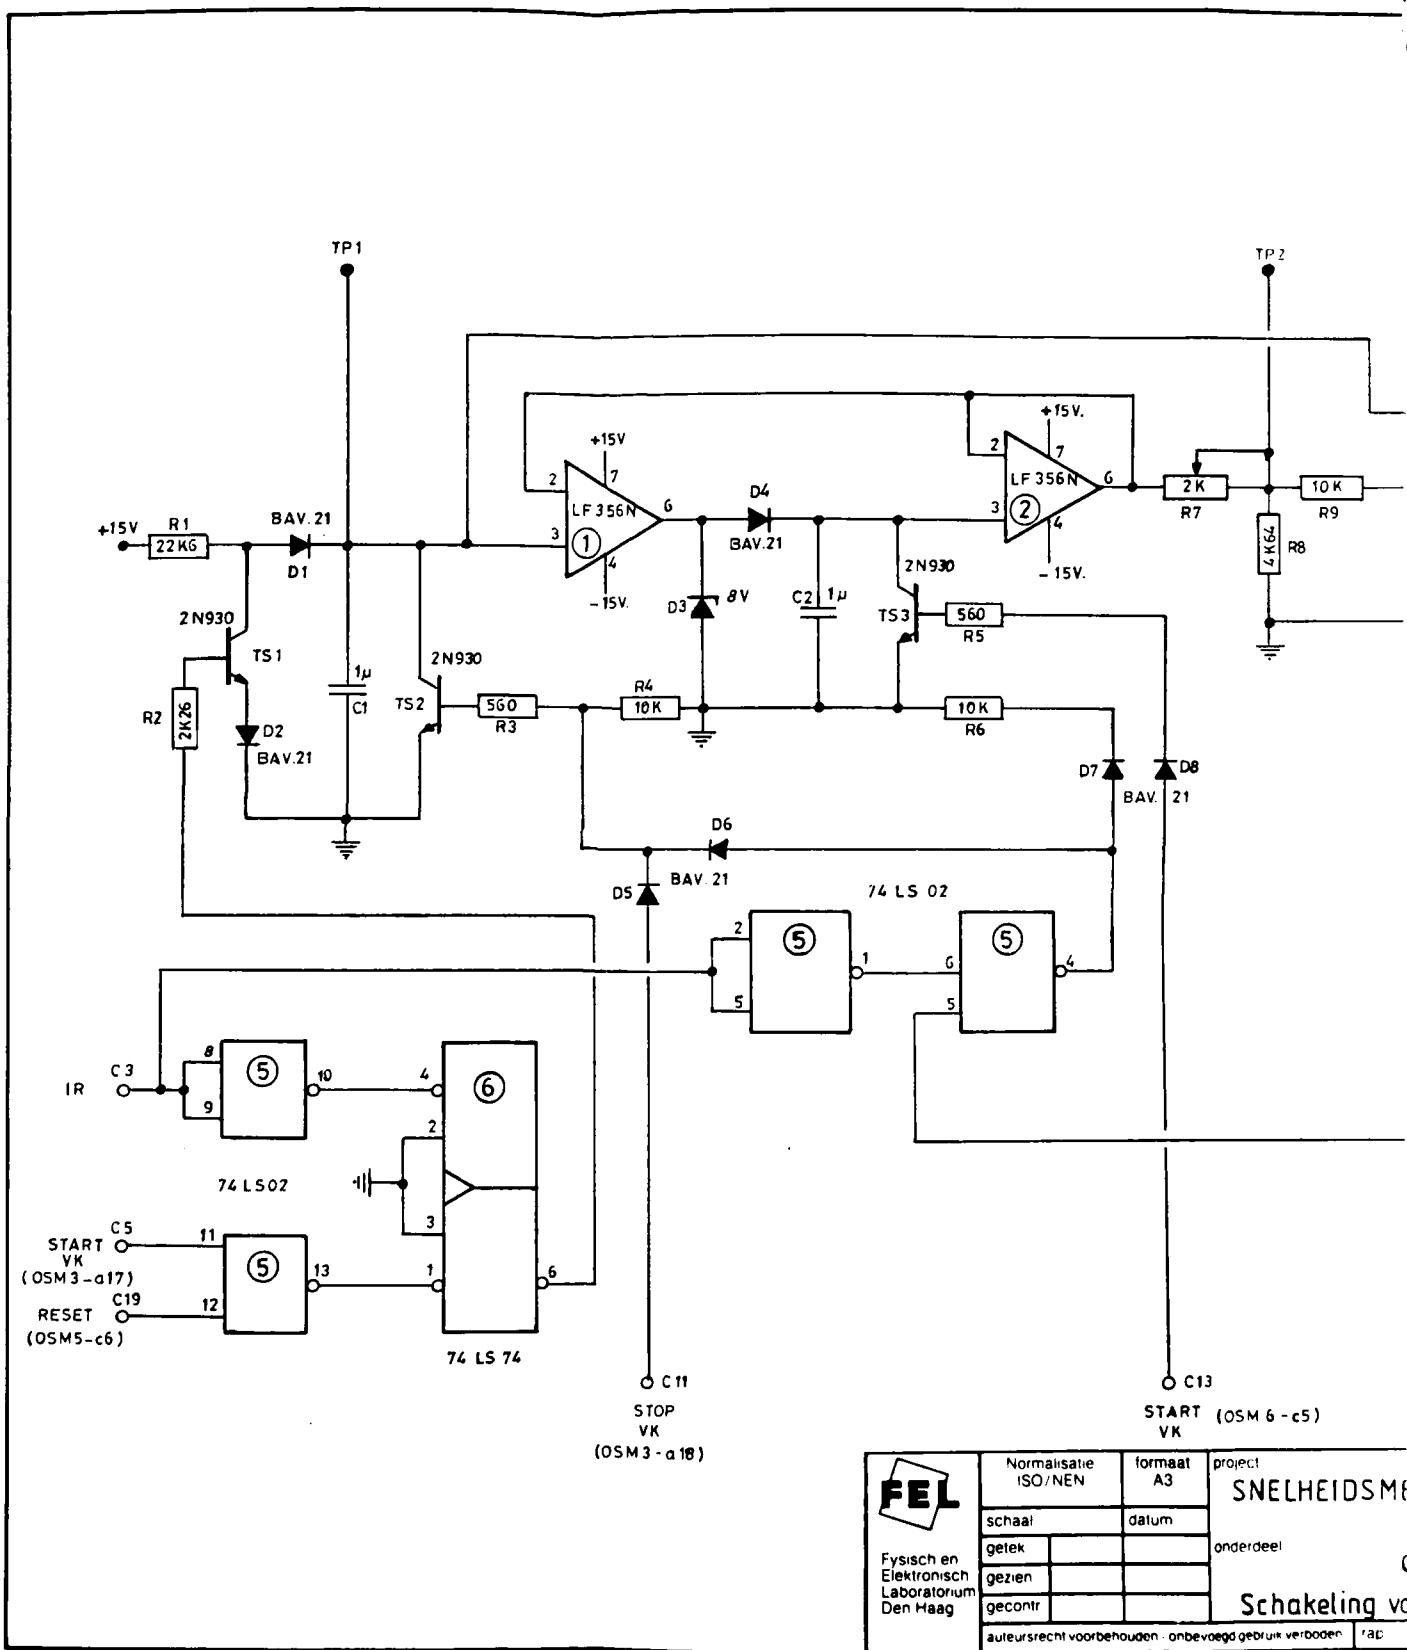 TP1
TP2
+15V
R1
22K6
BAV.21
D1
2N930
TS1
R2
2K26
D2
BAV.21
1µ
C1
2N930
TS2
560
R3
R4
10K
+15V
2
7
LF356N
6
3
1
4
-15V.
D3
8V
D4
BAV.21
C2
1µ
2N930
TS3
560
R5
10K
R6
+15V.
2
7
LF356N
6
3
2
4
-15V.
2K
R7
10K
R9
4K64
R8
D7
D8
BAV. 21
D6
BAV. 21
D5
74 LS 02
2
5
5
1
6
5
5
4
IR
C3
8
9
5
10
4
6
2
3
1
6
74LS02
START
VK
(OSM3-a17)
C5
11
5
13
RESET
(OSM5-c6)
C19
12
74 LS 74
C11
STOP
VK
(OSM3-a18)
C13
START (OSM6-c5)
VK
FEL
Fysisch en
Elektronisch
Laboratorium
Den Haag
Normalisatie
ISO/NEN
formaat
A3
project
SNELHEIDSME
schaal
datum
getek
onderdeel
gezien
gecontr
Schakeling vo
auteursrecht voorbehouden - onbevoegd gebruik verboden
rap